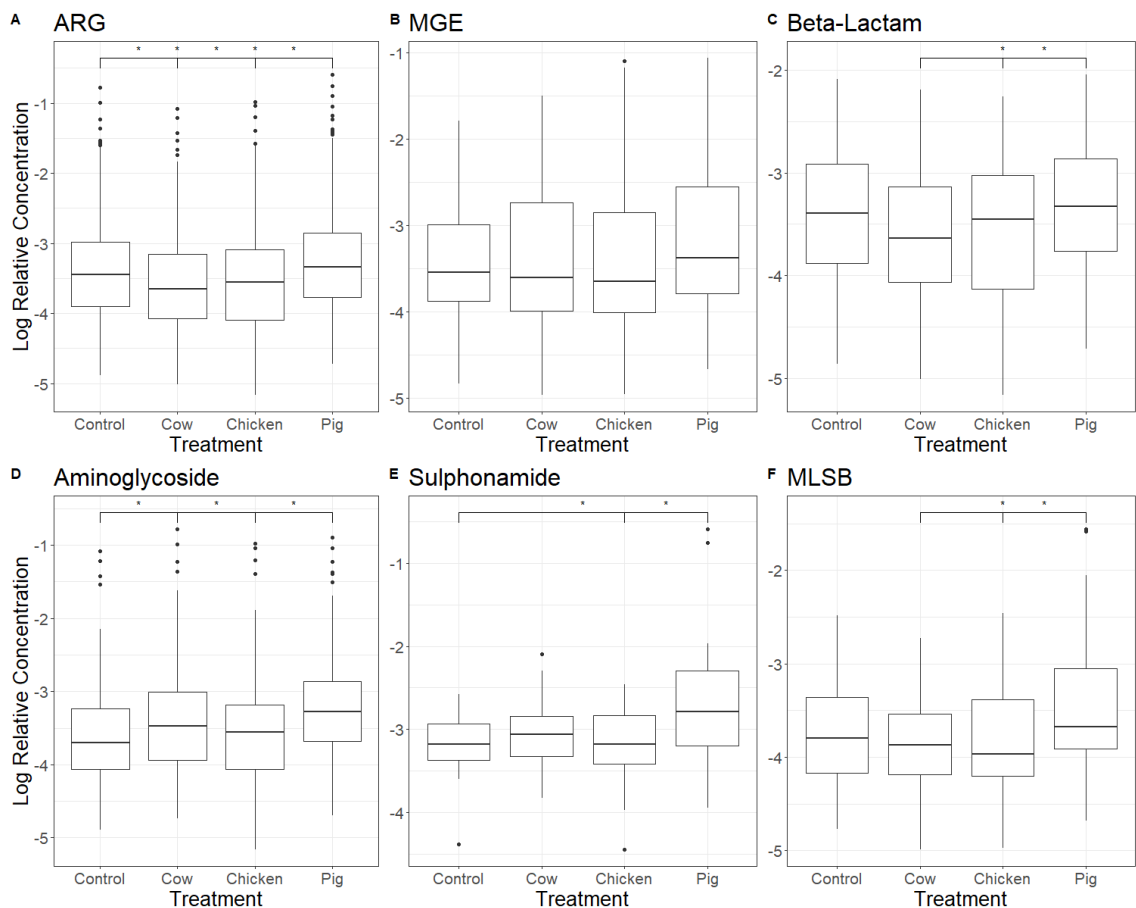 A ARG
B MGE
C Beta-Lactam
* * * * *
* *
Log Relative Concentration
-1
-2
-3
-4
-5
-1
-2
-3
-4
-5
-2
-3
-4
-5
Control Cow Chicken Pig
Control Cow Chicken Pig
Control Cow Chicken Pig
Treatment
Treatment
Treatment
D Aminoglycoside
E Sulphonamide
F MLSB
* * *
* *
* *
Log Relative Concentration
-1
-2
-3
-4
-5
-1
-2
-3
-4
-2
-3
-4
-5
Control Cow Chicken Pig
Control Cow Chicken Pig
Control Cow Chicken Pig
Treatment
Treatment
Treatment